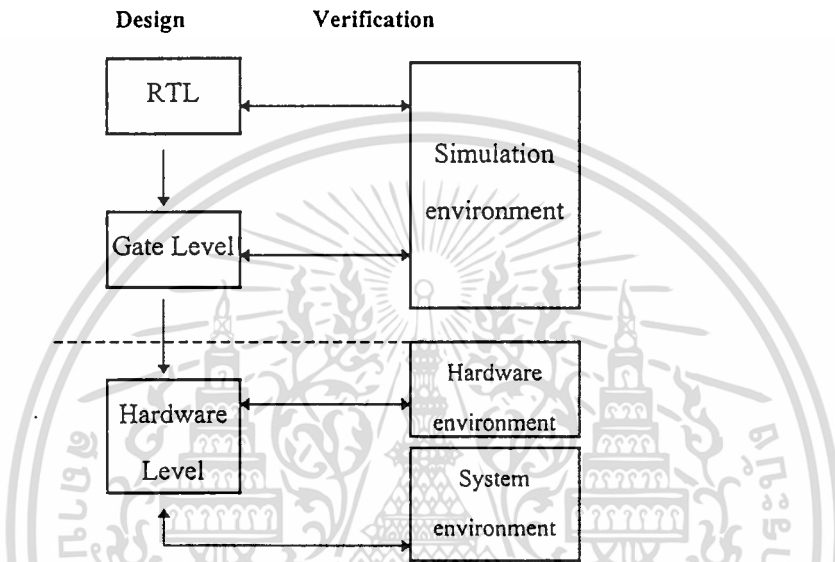 Design Verification
RTL
Simulation
environment
Gate Level
Hardware
environment
Hardware
Level
System
environment